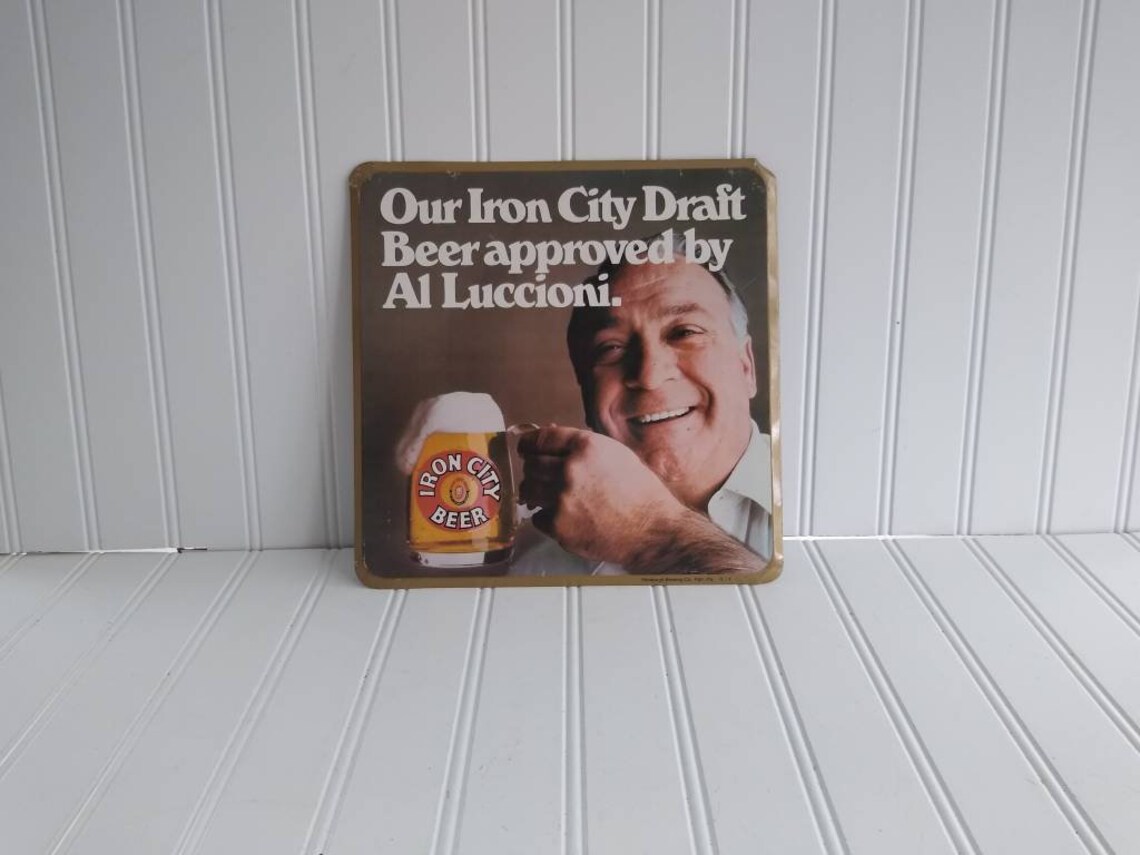 Our Iron City Draft
Beer approved by
Al Luccioni.
IRON CITY
BEER